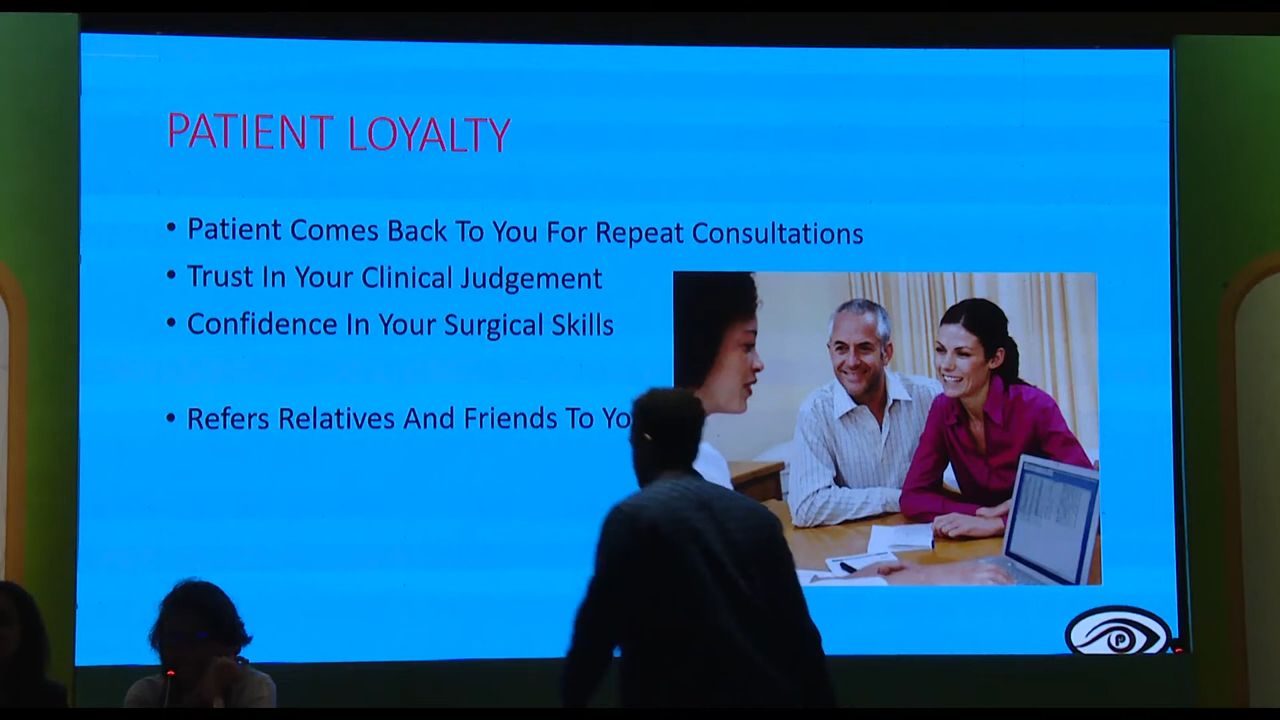 PATIENT LOYALTY
• Patient Comes Back To You For Repeat Consultations
• Trust In Your Clinical Judgement
• Confidence In Your Surgical Skills
• Refers Relatives And Friends To
P